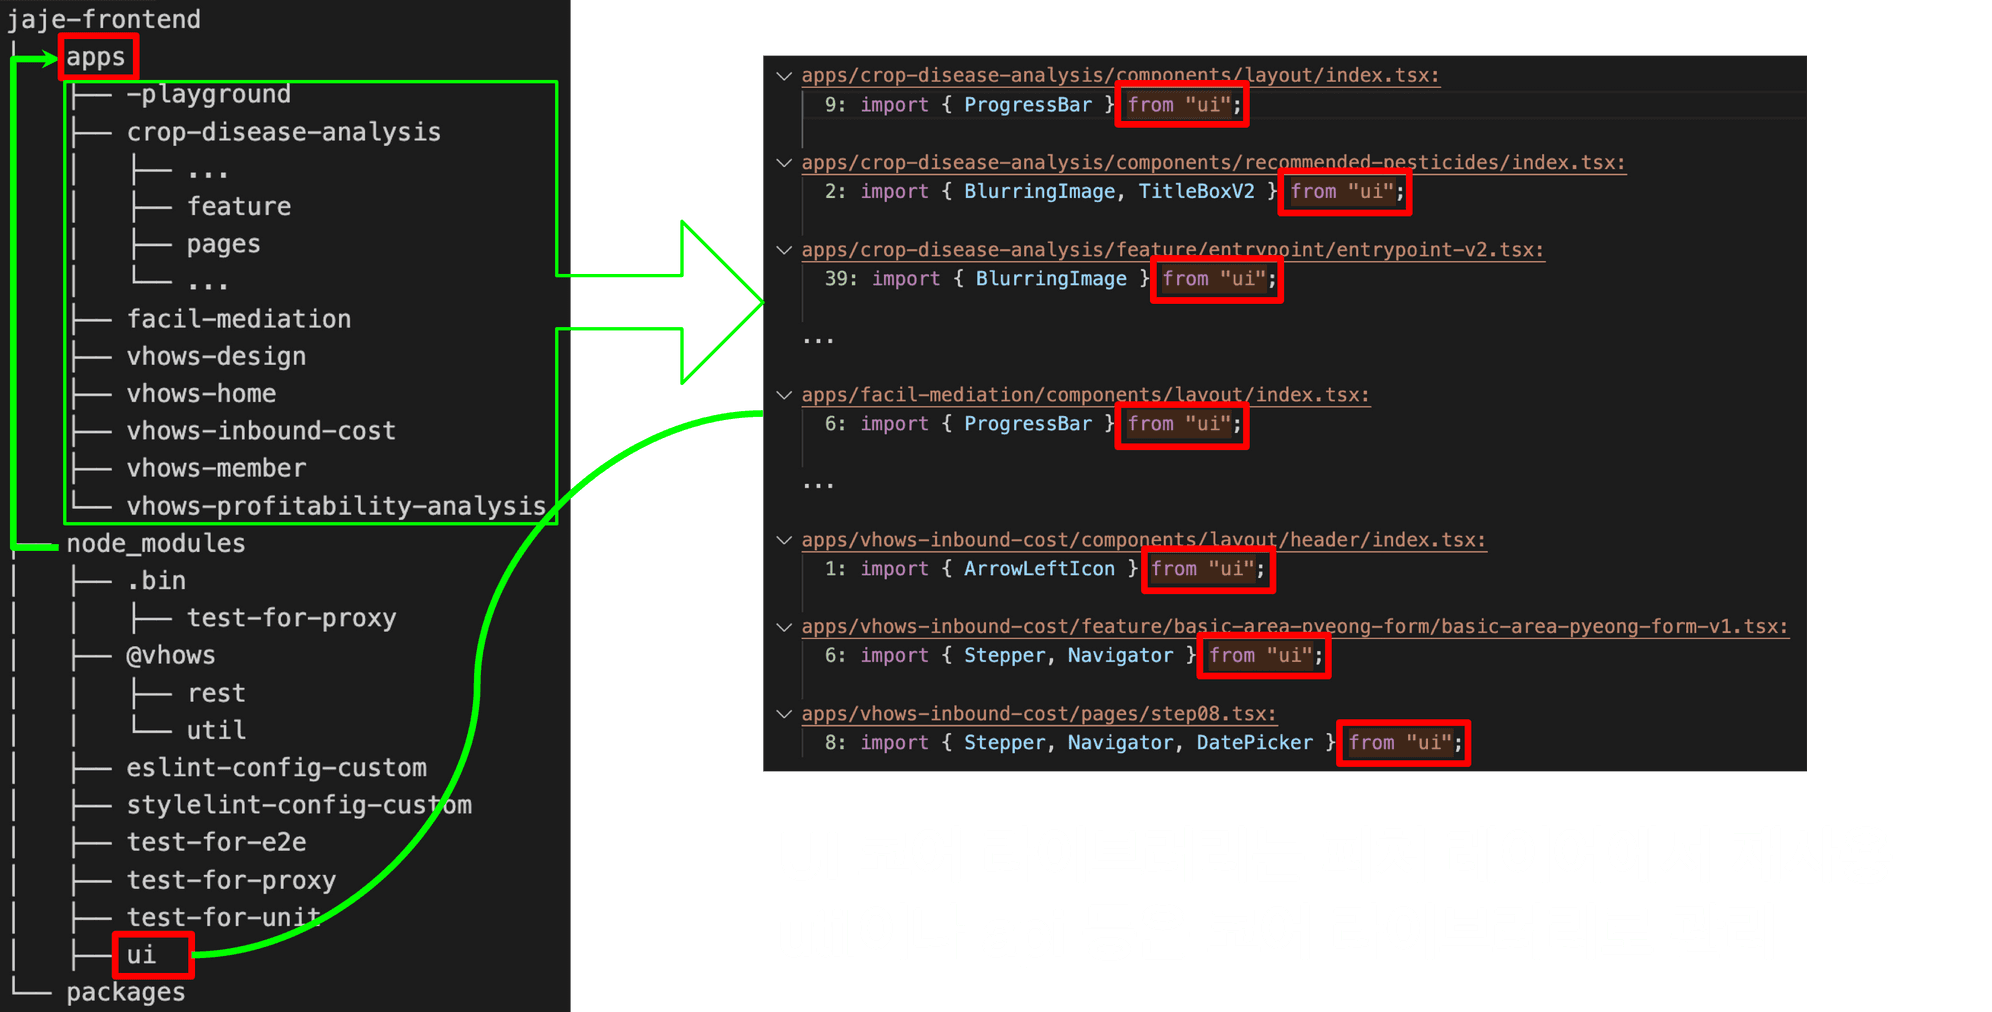 jaje-frontend
apps
~playground
crop-disease-analysis
...
feature
pages
...
facil-mediation
vhows-design
vhows-home
vhows-inbound-cost
vhows-member
vhows-profitability-analysis
node_modules
.bin
test-for-proxy
@vhows
rest
util
eslint-config-custom
stylelint-config-custom
test-for-e2e
test-for-proxy
test-for-unit
ui
packages
apps/crop-disease-analysis/components/layout/index.tsx:
9: import { ProgressBar } from "ui";
apps/crop-disease-analysis/components/recommended-pesticides/index.tsx:
2: import { BlurringImage, TitleBoxV2 } from "ui";
apps/crop-disease-analysis/feature/entrypoint/entrypoint-v2.tsx:
39: import { BlurringImage } from "ui";
...
apps/facil-mediation/components/layout/index.tsx:
6: import { ProgressBar } from "ui";
...
apps/vhows-inbound-cost/components/layout/header/index.tsx:
1: import { ArrowLeftIcon } from "ui";
apps/vhows-inbound-cost/feature/basic-area-pyeong-form/basic-area-pyeong-form-v1.tsx:
6: import { Stepper, Navigator } from "ui";
apps/vhows-inbound-cost/pages/step08.tsx:
8: import { Stepper, Navigator, DatePicker } from "ui";